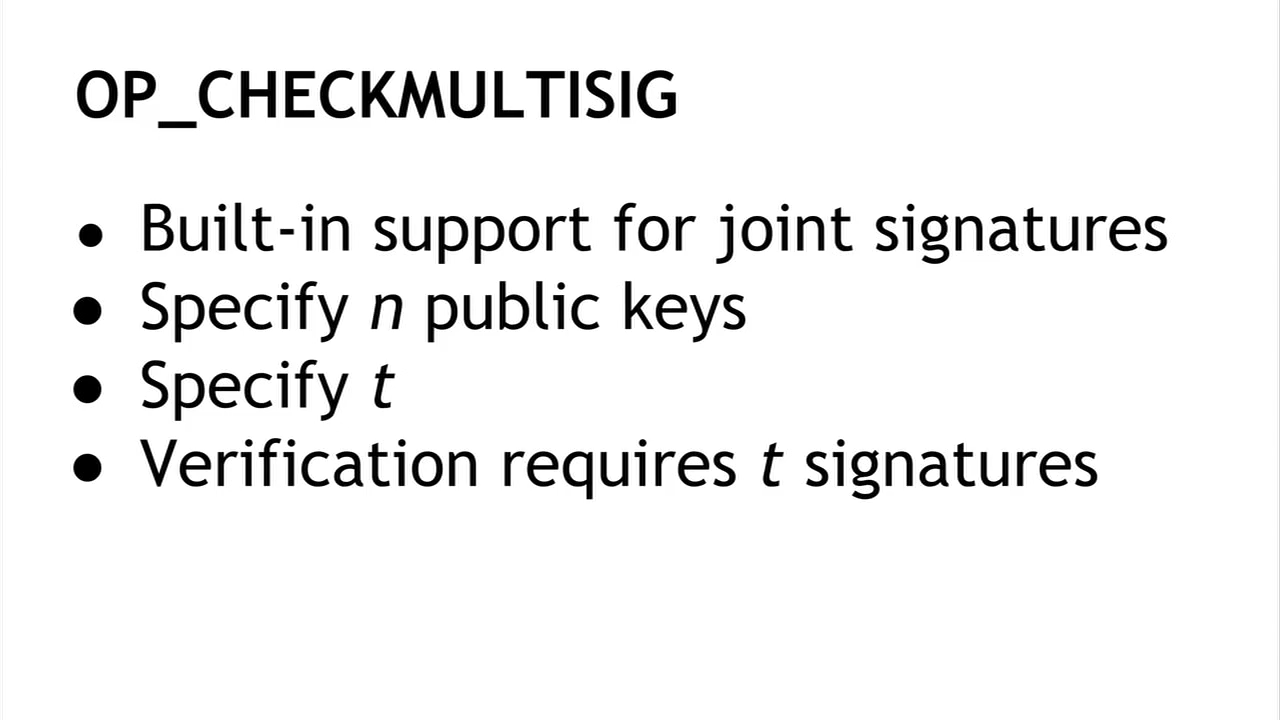 OP_CHECKMULTISIG
● Built-in support for joint signatures
● Specify n public keys
● Specify t
● Verification requires t signatures